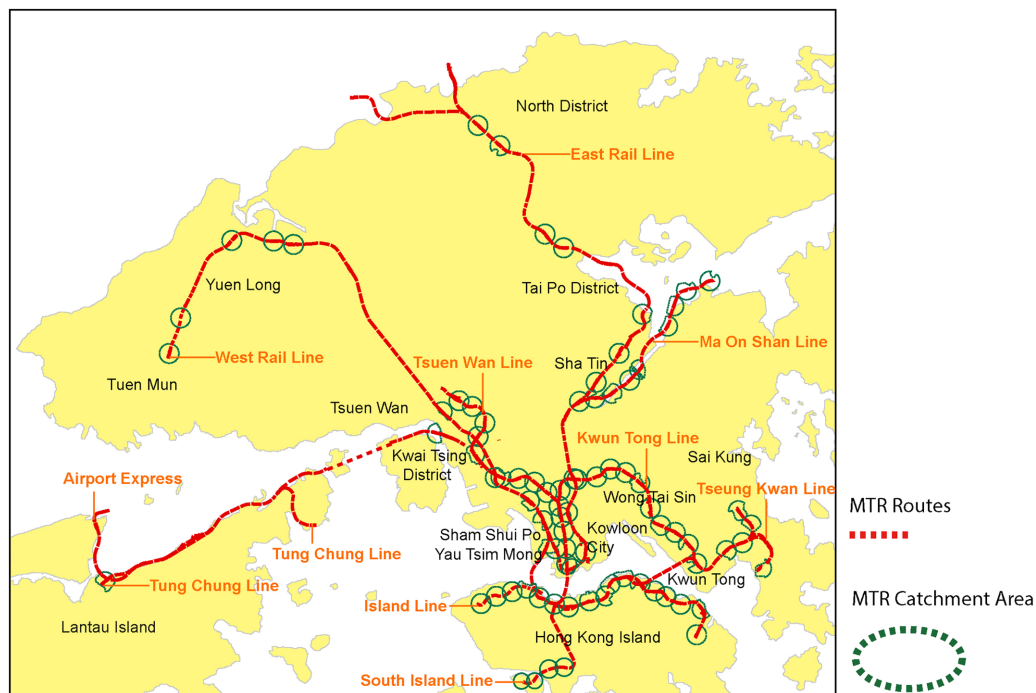 North District
East Rail Line
Yuen Long
Tai Po District
Ma On Shan Line
West Rail Line
Tsuen Wan Line
Sha Tin
Tuen Mun
Tsuen Wan
Kwun Tong Line
Kwai Tsing
District
Sai Kung
Airport Express
Tseung Kwan Line
Wong Tai Sin
MTR Routes
Sham Shui Po
Kowloon
City
Yau Tsim Mong
Tung Chung Line
Tung Chung Line
Kwun Tong
MTR Catchment Area
Island Line
Lantau Island
Hong Kong Island
South Island Line